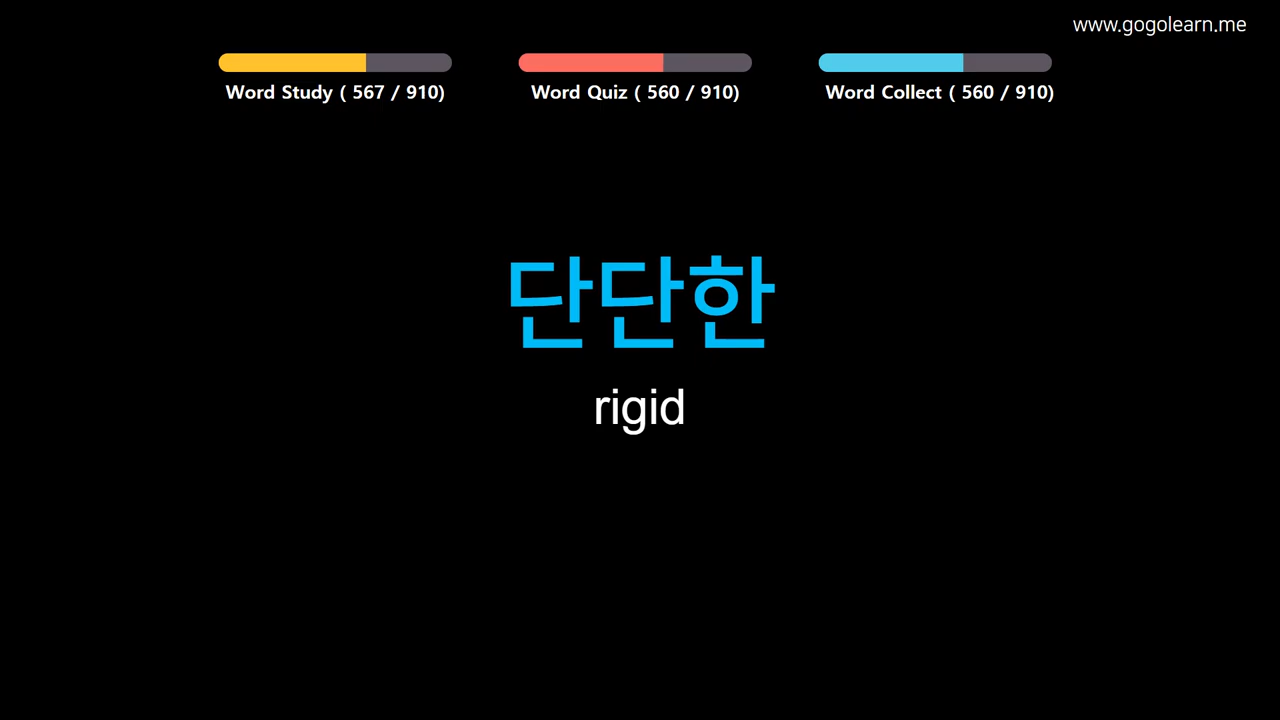 www.gogolearn.me
Word Study ( 567 / 910)
Word Quiz ( 560 / 910)
Word Collect ( 560 / 910)
단단한
rigid